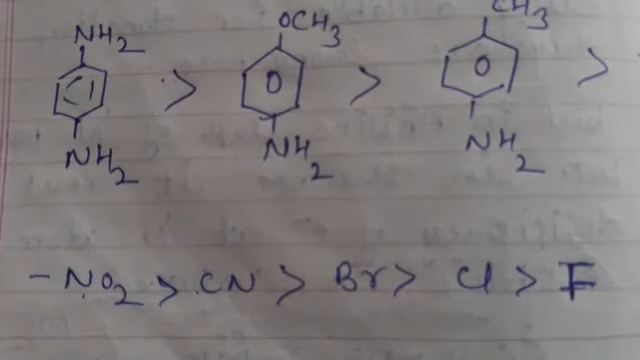 NH2 > OCH3 > CH3 >
NH2 NH2 NH2
- NO2 > CN > Br > Cl > F